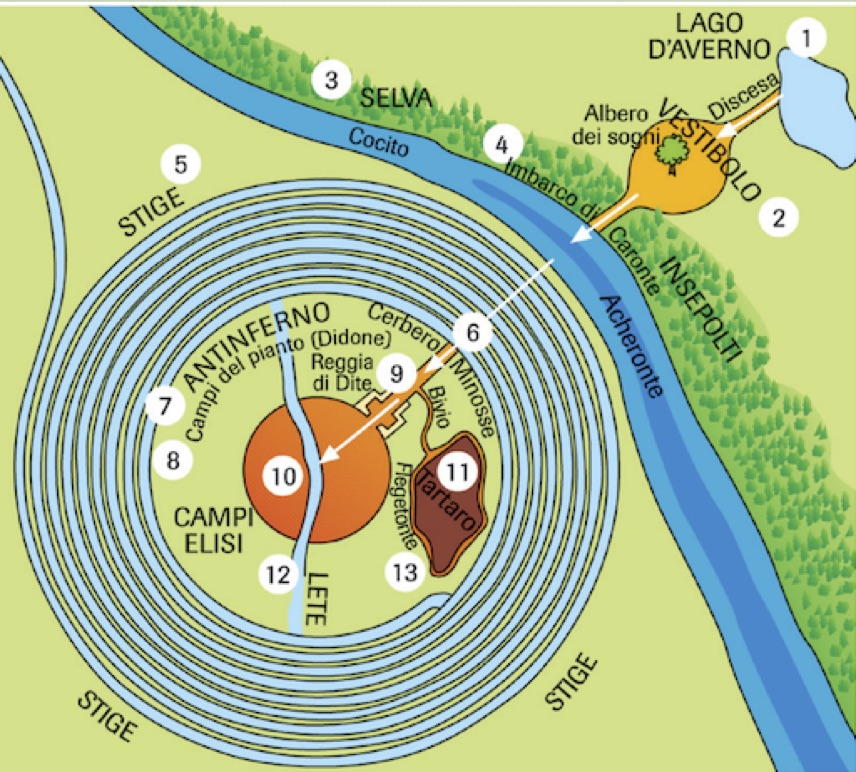 LAGO
D'AVERNO
1
Discesa
Albero
dei sogni
VESTIBOLO
2
3
SELVA
Cocito
4
Imbarco di Caronte
INSEPOLTI
Acheronte
5
STIGE
6
Cerbero
Minosse
ANTINFERNO
Campi del pianto (Didone)
Reggia
di Dite
9
Bivio
7
8
10
11
Tartaro
Flegetonte
CAMPI
ELISI
12
LETE
13
STIGE
STIGE